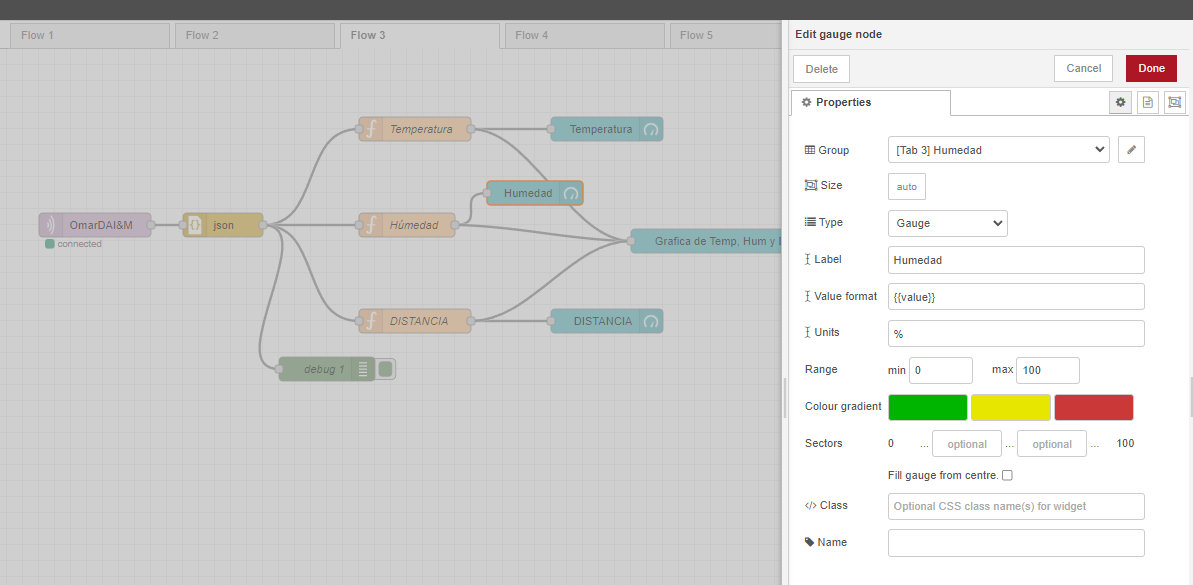 Flow 1
Flow 2
Flow 3
Flow 4
Flow 5
Temperatura
Temperatura
Humedad
OmarDAI&M
json
Húmedad
connected
Grafica de Temp, Hum y
DISTANCIA
DISTANCIA
debug 1
Edit gauge node
Delete
Cancel
Done
Properties
Group
[Tab 3] Humedad
Size
auto
Type
Gauge
Label
Humedad
Value format
{{value}}
Units
%
Range
min
0
max
100
Colour gradient
Sectors
0
...
optional
...
optional
...
100
Fill gauge from centre.
</> Class
Optional CSS class name(s) for widget
Name